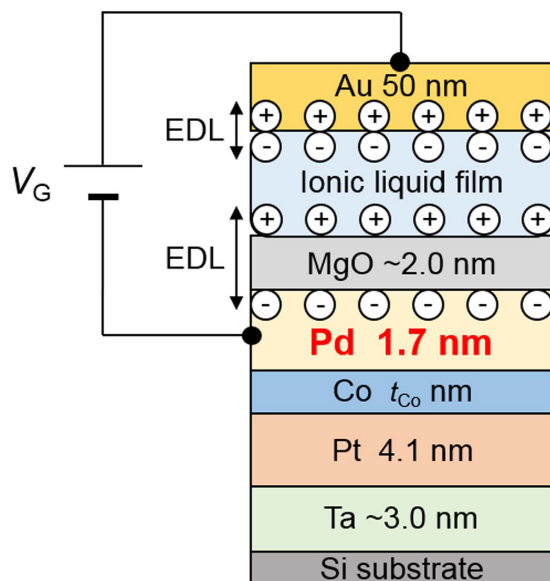 Au 50 nm
+ + + + + +
EDL
- - - - - -
V_G
Ionic liquid film
+ + + + + +
EDL
MgO ~2.0 nm
- - - - - -
Pd 1.7 nm
Co t_Co nm
Pt 4.1 nm
Ta ~3.0 nm
Si substrate